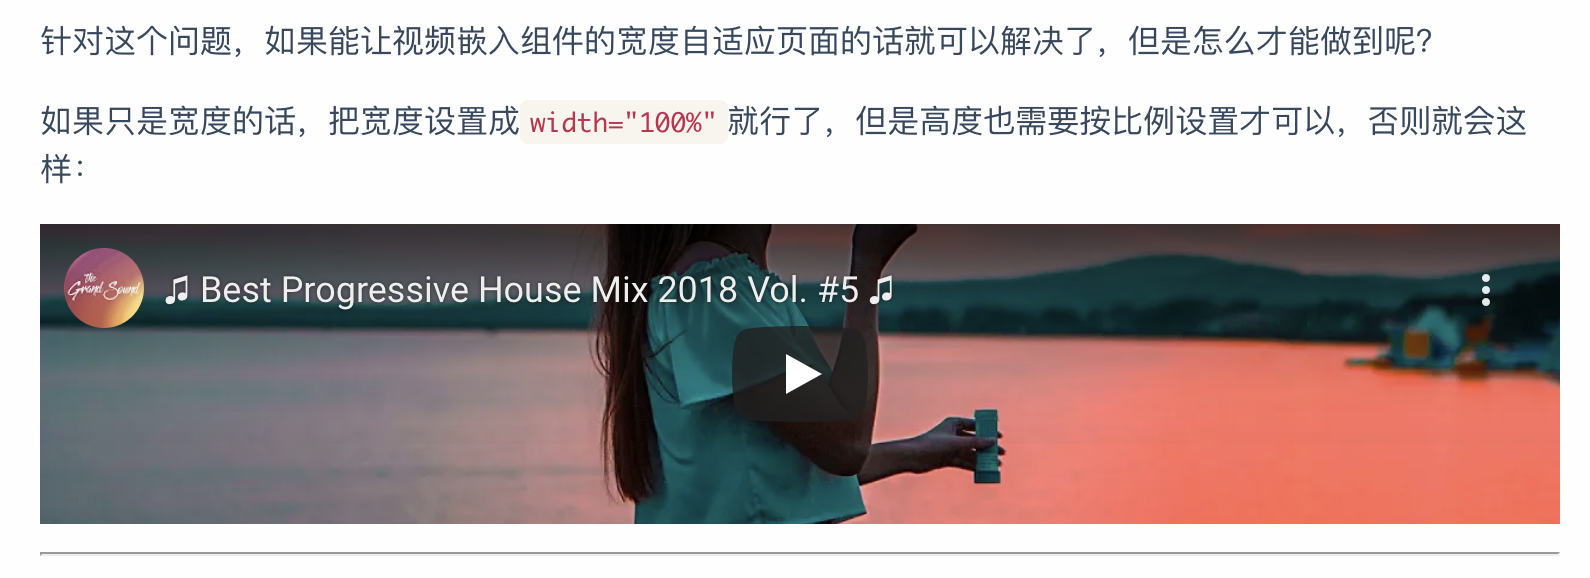 针对这个问题，如果能让视频嵌入组件的宽度自适应页面的话就可以解决了，但是怎么才能做到呢？
如果只是宽度的话，把宽度设置成 width="100%" 就行了，但是高度也需要按比例设置才可以，否则就会这
样：
The
Grand Sound
♫ Best Progressive House Mix 2018 Vol. #5 ♫